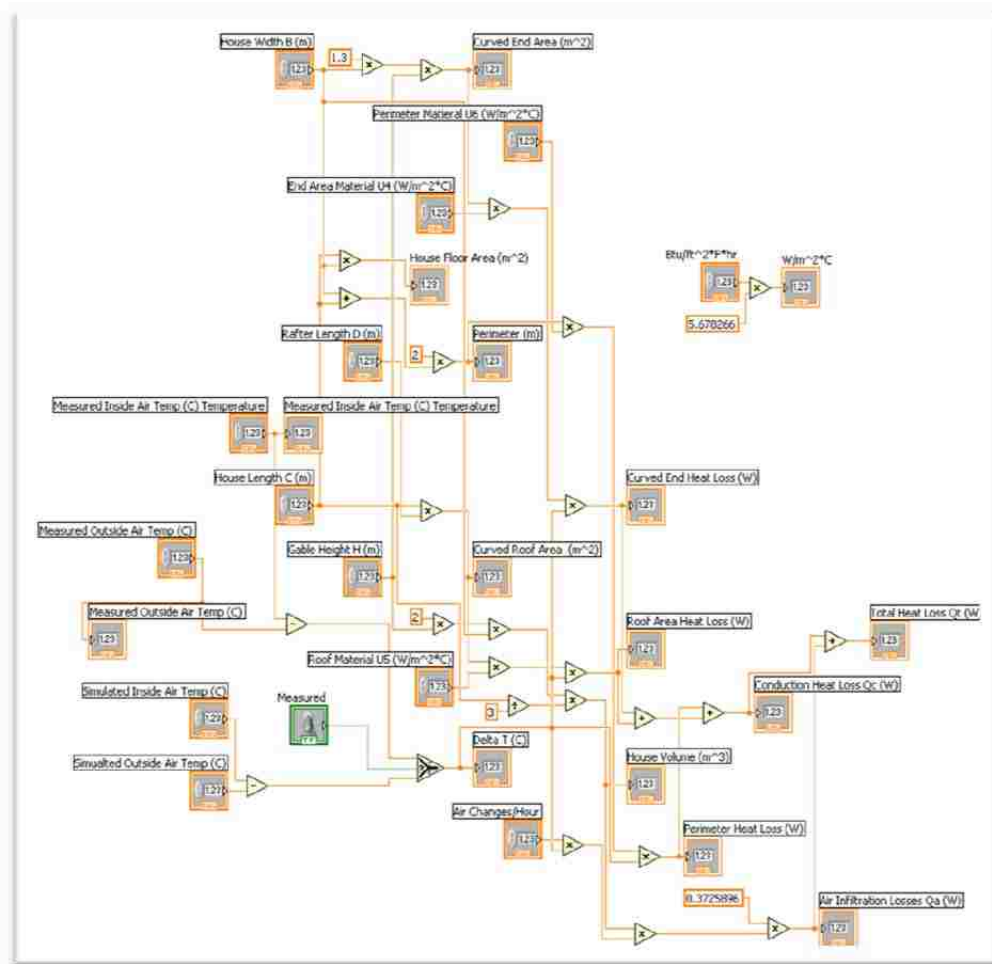 House Width B (m)
Curved End Area (m^2)
1.3
Perimeter Matieral U6 (W/m^2*C)
End Area Material U4 (W/m^2*C)
House Floor Area (m^2)
Btu/ft^2*F*hr
W/m^2*C
5.678266
Rafter Length D (m)
2
Perimeter (m)
Measured Inside Air Temp (C) Temperature
Measured Inside Air Temp (C) Temperature
House Length C (m)
Curved End Heat Loss (W)
Measured Outside Air Temp (C)
Gable Height H (m)
Curved Roof Area (m^2)
Measured Outside Air Temp (C)
2
Roof Area Heat Loss (W)
Total Heat Loss Qt (W
Roof Material U5 (W/m^2*C)
Simulated Inside Air Temp (C)
Measured
3
Conduction Heat Loss Qc (W)
Delta T (C)
House Volume (m^3)
Simualted Outside Air Temp (C)
Air Changes/Hour
Perimeter Heat Loss (W)
0.3725896
Air Infiltration Losses Qa (W)